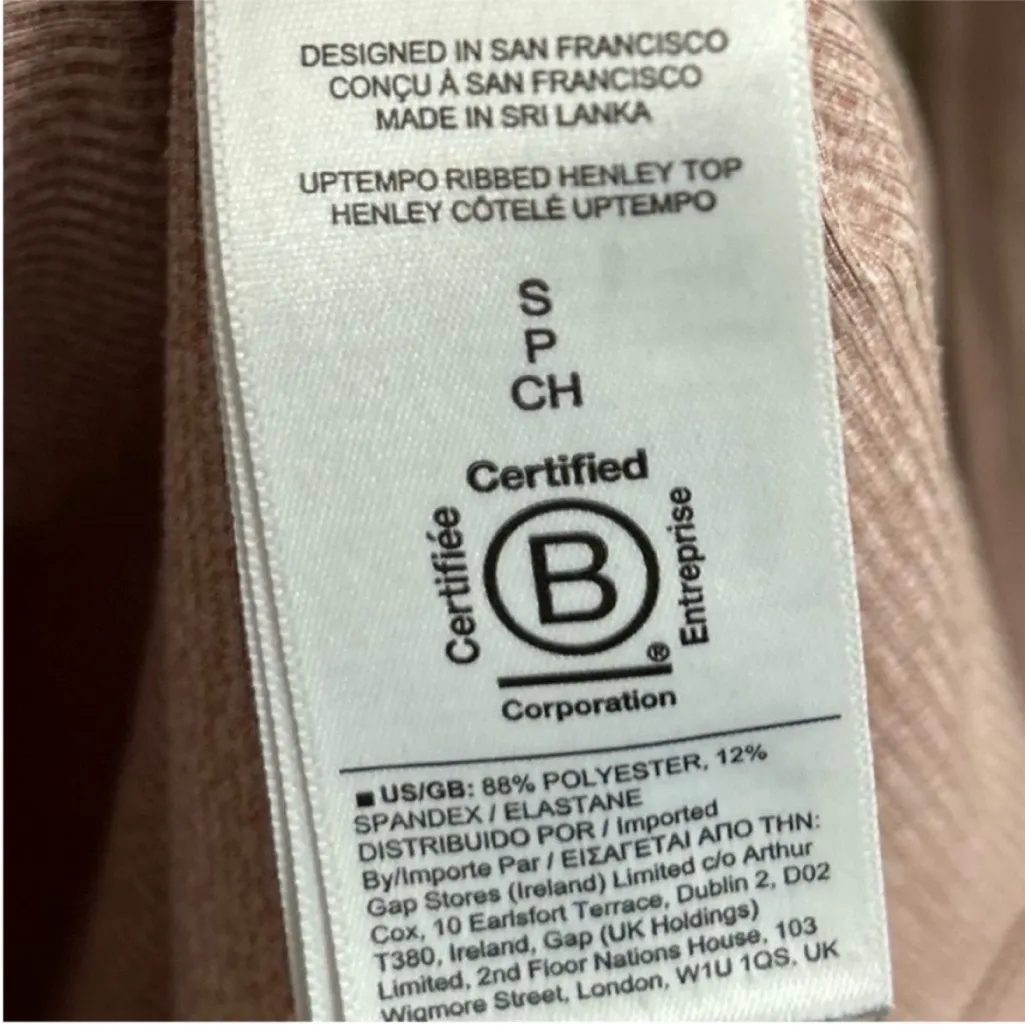 DESIGNED IN SAN FRANCISCO
CONÇU À SAN FRANCISCO
MADE IN SRI LANKA
UPTEMPO RIBBED HENLEY TOP
HENLEY CÔTELÉ UPTEMPO
S
P
CH
Certified
Certifiée
B
Entreprise
®
Corporation
US/GB: 88% POLYESTER, 12%
SPANDEX / ELASTANE
DISTRIBUIDO POR / Imported
By/Importe Par / ΕΙΣΑΓΕΤΑΙ ΑΠΟ ΤΗΝ:
Gap Stores (Ireland) Limited c/o Arthur
Cox, 10 Earlsfort Terrace, Dublin 2, D02
T380, Ireland, Gap (UK Holdings)
Limited, 2nd Floor Nations House, 103
Wigmore Street, London, W1U 1QS, UK